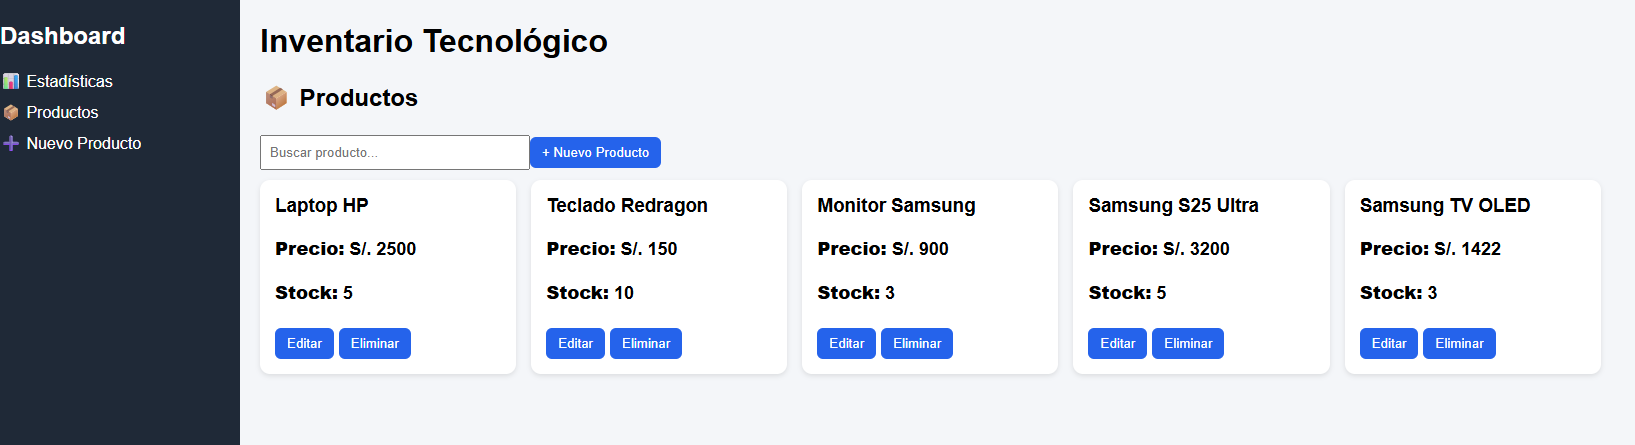 Dashboard
Estadísticas
Productos
Nuevo Producto
Inventario Tecnológico
Productos
Buscar producto...
+ Nuevo Producto
Laptop HP
Precio: S/. 2500
Stock: 5
Editar Eliminar
Teclado Redragon
Precio: S/. 150
Stock: 10
Editar Eliminar
Monitor Samsung
Precio: S/. 900
Stock: 3
Editar Eliminar
Samsung S25 Ultra
Precio: S/. 3200
Stock: 5
Editar Eliminar
Samsung TV OLED
Precio: S/. 1422
Stock: 3
Editar Eliminar